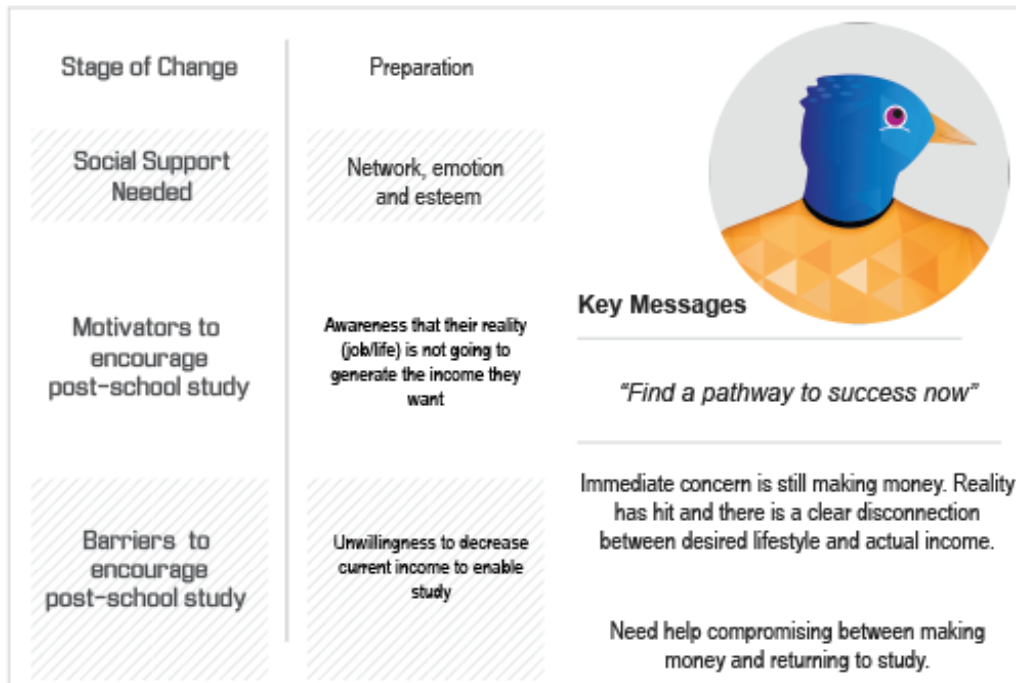 Stage of Change
Preparation
Social Support
Needed
Network, emotion
and esteem
Motivators to
encourage
post-school study
Awareness that their reality
(job/life) is not going to
generate the income they
want
Barriers to
encourage
post-school study
Unwillingness to decrease
current income to enable
study
Key Messages
“Find a pathway to success now”
Immediate concern is still making money. Reality
has hit and there is a clear disconnection
between desired lifestyle and actual income.
Need help compromising between making
money and returning to study.